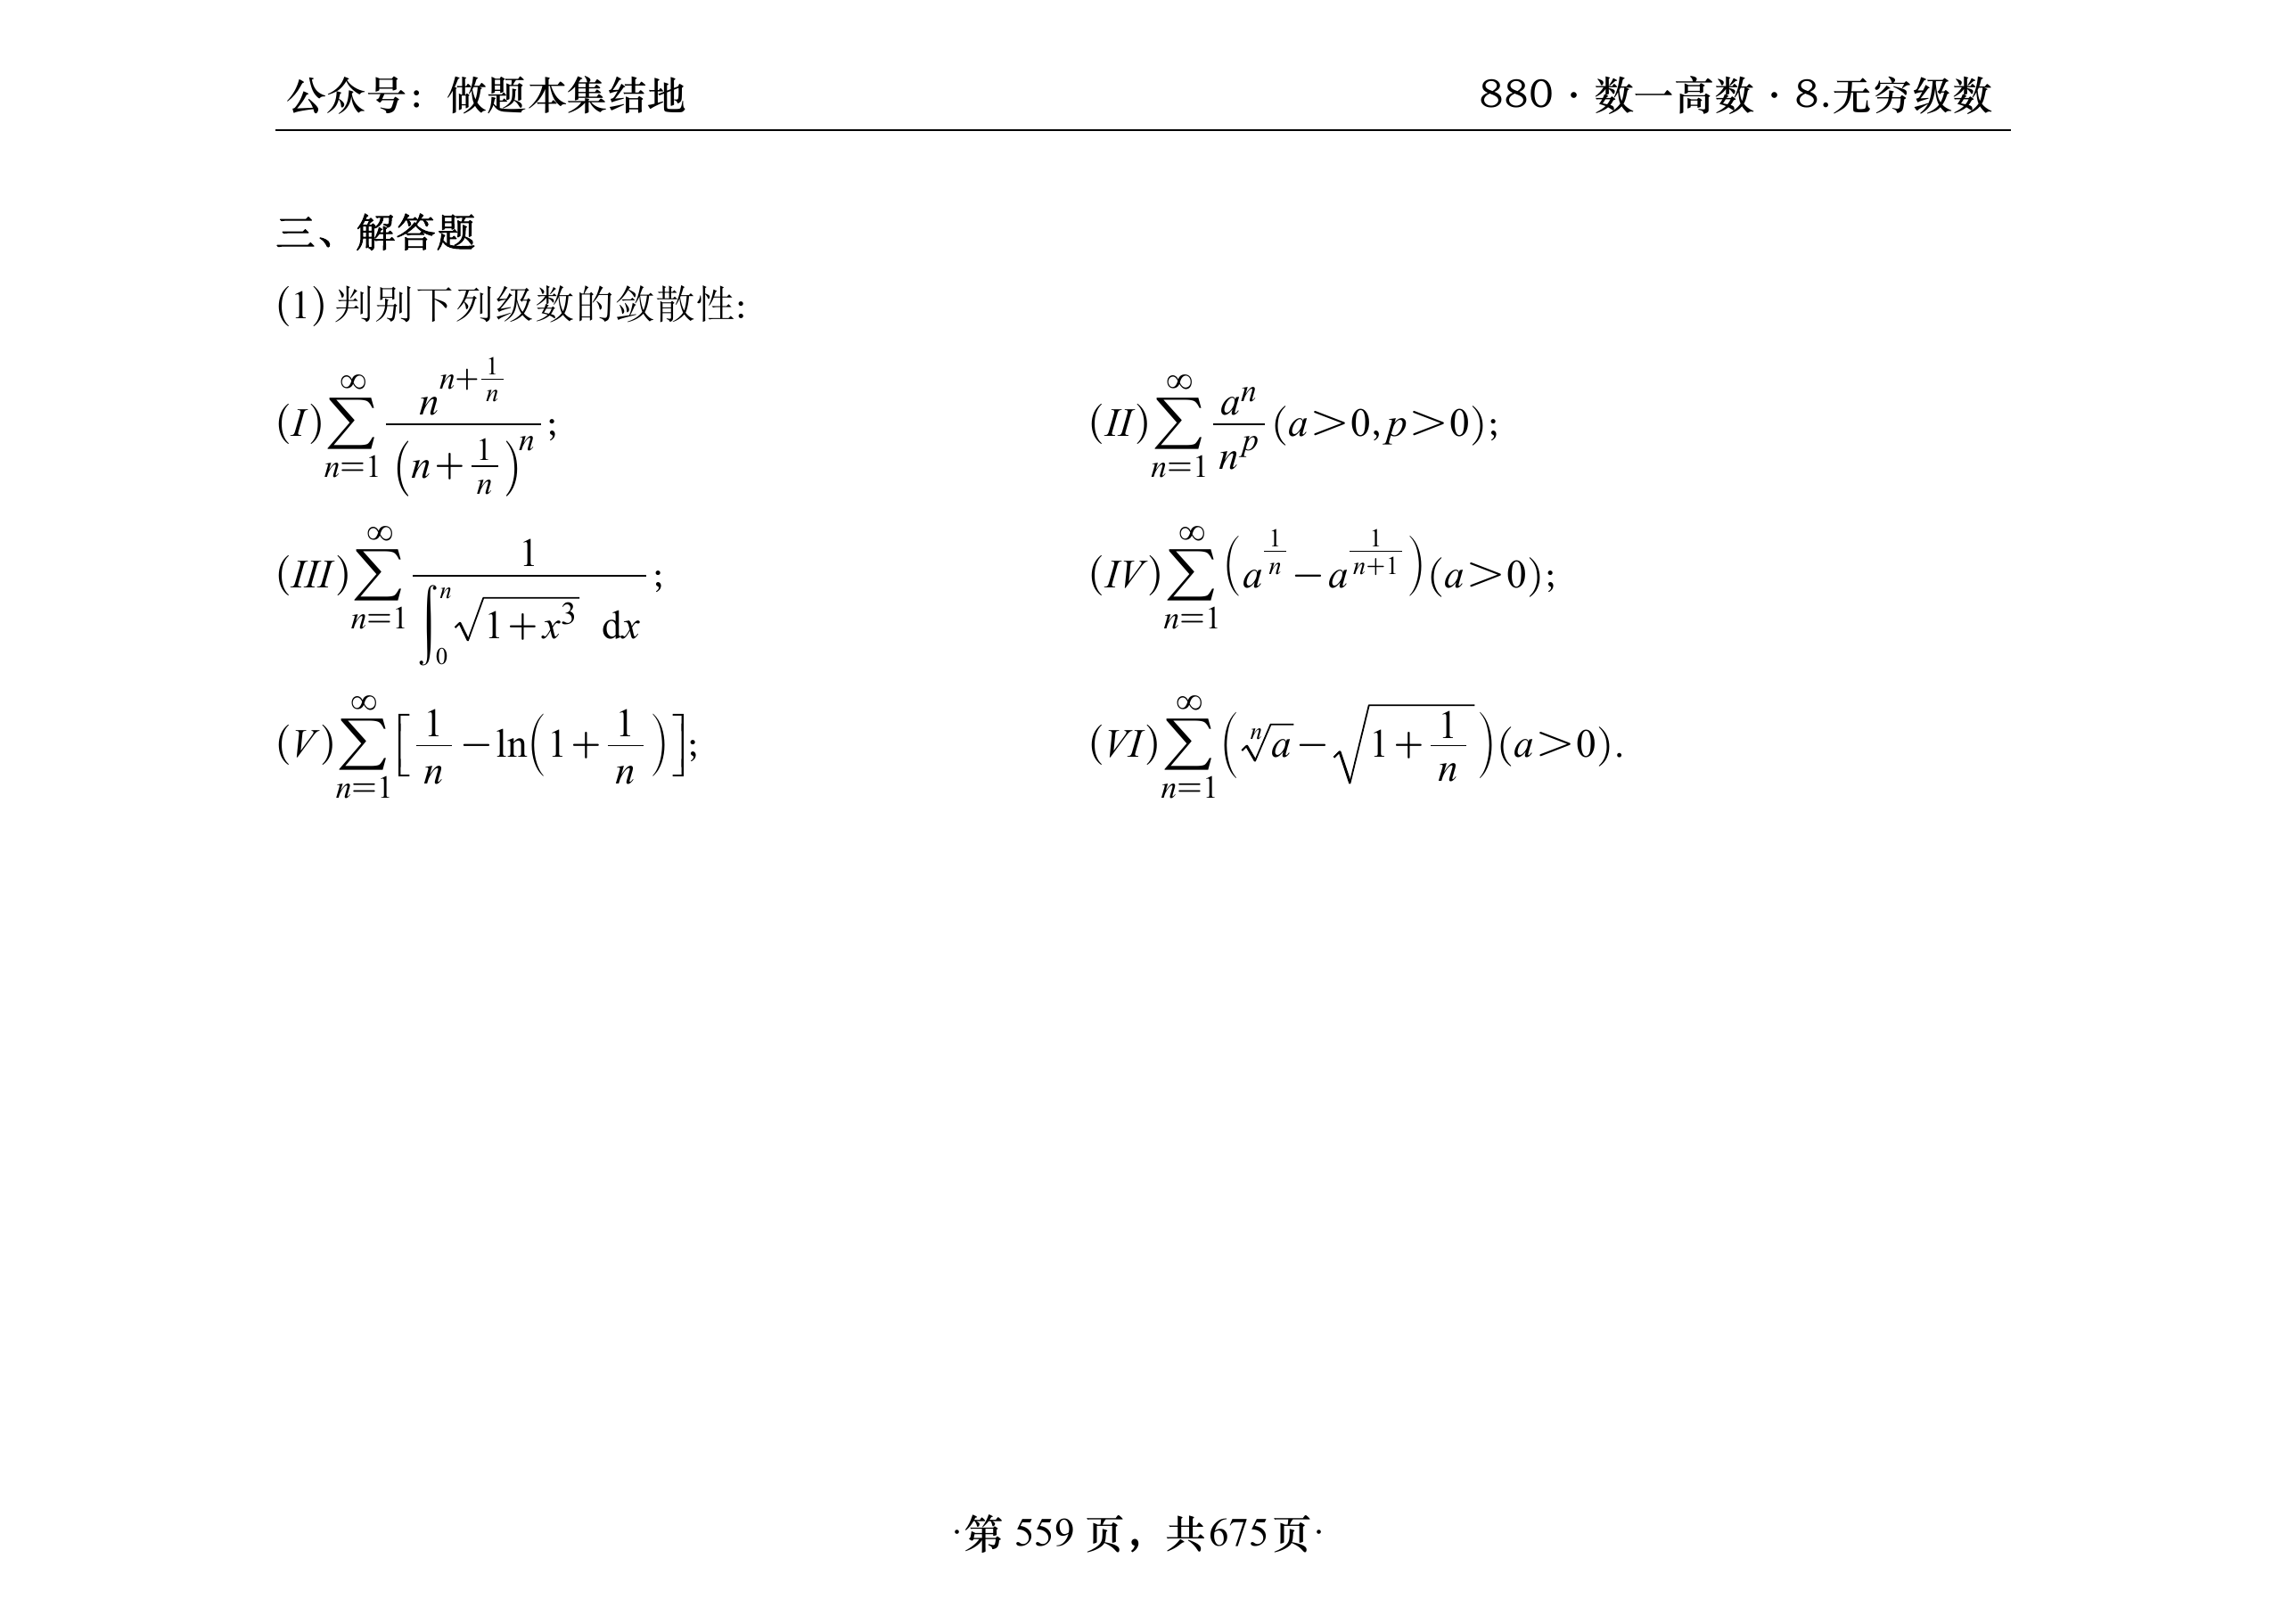 公众号：做题本集结地 880·数一高数·8.无穷级数
三、解答题
(1) 判别下列级数的敛散性:
(I) $\sum_{n=1}^{\infty} \frac{n^{n+\frac{1}{n}}}{\left(n+\frac{1}{n}\right)^n}$; (II) $\sum_{n=1}^{\infty} \frac{a^n}{n^p}(a>0,p>0)$;
(III) $\sum_{n=1}^{\infty} \frac{1}{\int_0^n \sqrt{1+x^3}\,\mathrm{d}x}$; (IV) $\sum_{n=1}^{\infty} \left(a^{\frac{1}{n}}-a^{\frac{1}{n+1}}\right)(a>0)$;
(V) $\sum_{n=1}^{\infty} \left[\frac{1}{n}-\ln\left(1+\frac{1}{n}\right)\right]$; (VI) $\sum_{n=1}^{\infty} \left(\sqrt[n]{a}-\sqrt{1+\frac{1}{n}}\right)(a>0)$.
·第 559 页，共675页·